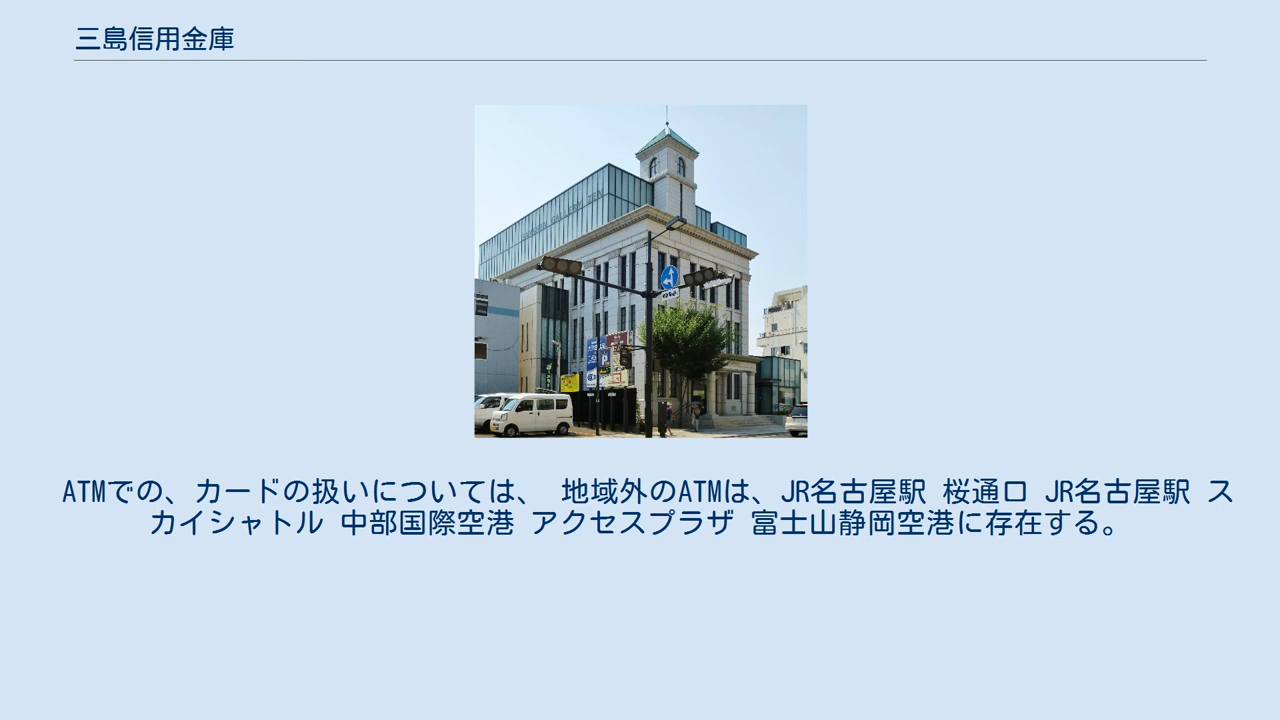 三島信用金庫
ATMでの、カードの扱いについては、 地域外のATMは、JR名古屋駅 桜通口 JR名古屋駅 ス
カイシャトル 中部国際空港 アクセスプラザ 富士山静岡空港に存在する。